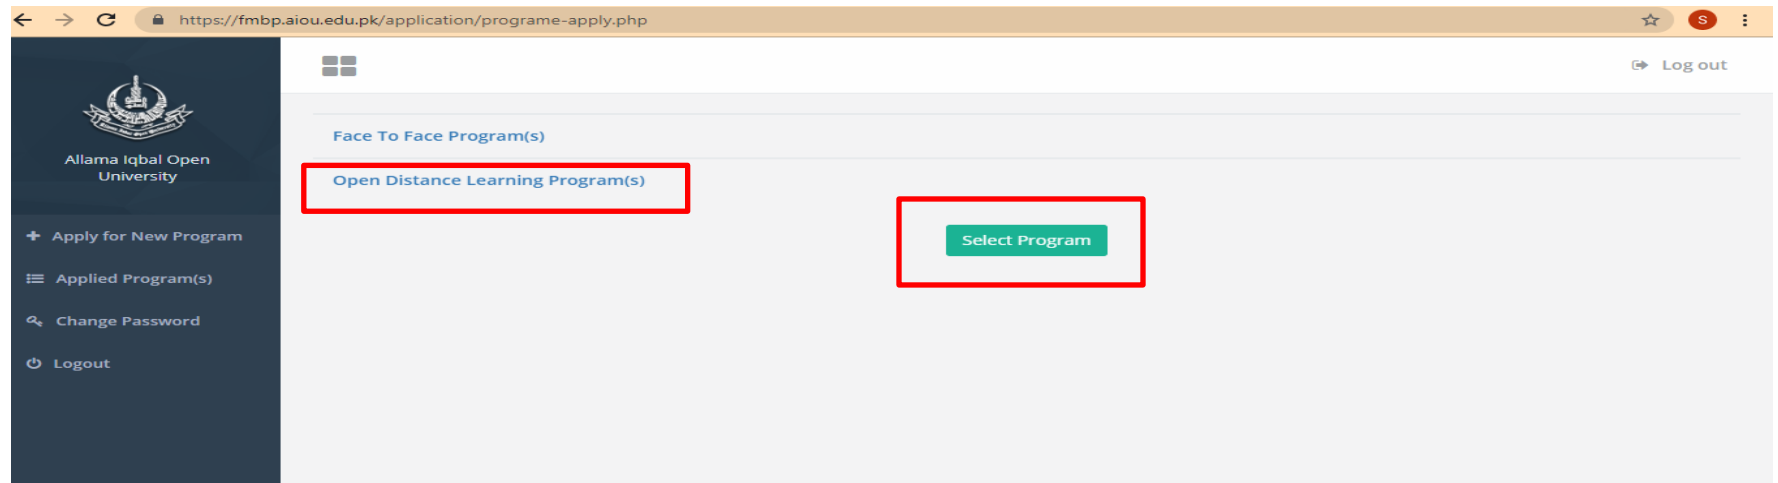 https://fmbp.aiou.edu.pk/application/programe-apply.php
S
Log out
Allama Iqbal Open
University
Face To Face Program(s)
Open Distance Learning Program(s)
Select Program
Apply for New Program
Applied Program(s)
Change Password
Logout